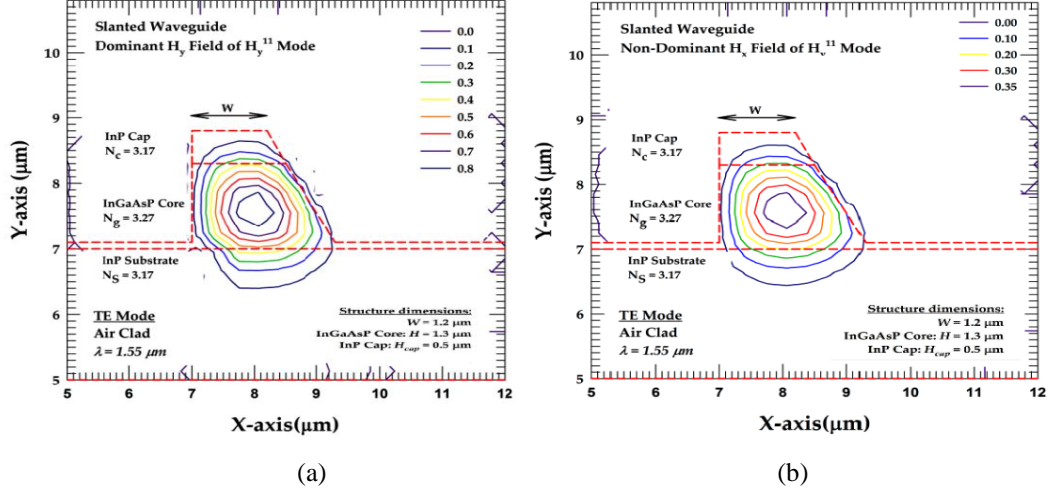 Slanted Waveguide
Dominant Hy Field of Hy11 Mode
0.0
0.1
0.2
0.3
0.4
0.5
0.6
0.7
0.8
W
InP Cap
Nc = 3.17
InGaAsP Core
Ng = 3.27
InP Substrate
NS = 3.17
TE Mode
Air Clad
λ = 1.55 μm
Structure dimensions:
W = 1.2 μm
InGaAsP Core: H = 1.3 μm
InP Cap: Hcap = 0.5 μm
10
9
8
7
6
5
Y-axis (μm)
5 6 7 8 9 10 11 12
X-axis(μm)
(a)
Slanted Waveguide
Non-Dominant Hx Field of Hy11 Mode
0.00
0.10
0.20
0.30
0.35
W
InP Cap
Nc = 3.17
InGaAsP Core
Ng = 3.27
InP Substrate
NS = 3.17
TE Mode
Air Clad
λ = 1.55 μm
Structure dimensions:
W = 1.2 μm
InGaAsP Core: H = 1.3 μm
InP Cap: Hcap = 0.5 μm
10
9
8
7
6
5
Y-axis (μm)
5 6 7 8 9 10 11 12
X-axis(μm)
(b)